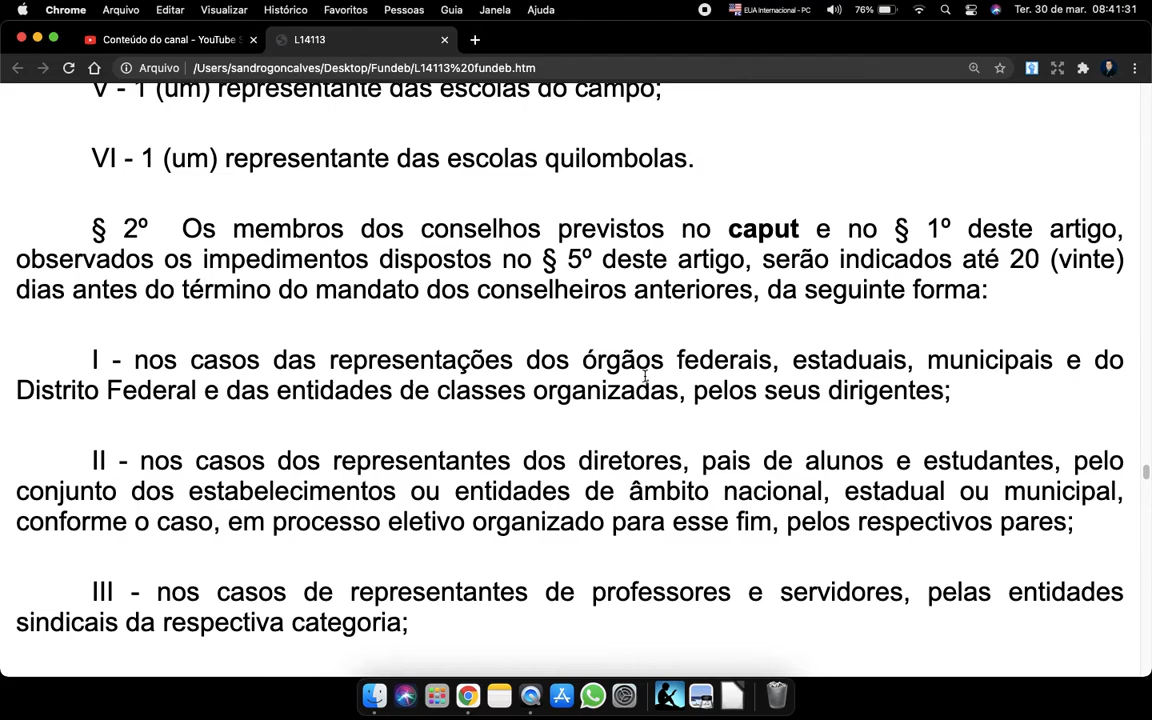 Chrome Arquivo Editar Visualizar Histórico Favoritos Pessoas Guia Janela Ajuda EUA Internacional - PC 76% Ter. 30 de mar. 08:41:31
Conteúdo do canal - YouTube L14113
Arquivo /Users/sandrogoncalves/Desktop/Fundeb/L14113%20fundeb.htm
V - 1 (um) representante das escolas do campo;
VI - 1 (um) representante das escolas quilombolas.
§ 2º Os membros dos conselhos previstos no caput e no § 1º deste artigo,
observados os impedimentos dispostos no § 5º deste artigo, serão indicados até 20 (vinte)
dias antes do término do mandato dos conselheiros anteriores, da seguinte forma:
I - nos casos das representações dos órgãos federais, estaduais, municipais e do
Distrito Federal e das entidades de classes organizadas, pelos seus dirigentes;
II - nos casos dos representantes dos diretores, pais de alunos e estudantes, pelo
conjunto dos estabelecimentos ou entidades de âmbito nacional, estadual ou municipal,
conforme o caso, em processo eletivo organizado para esse fim, pelos respectivos pares;
III - nos casos de representantes de professores e servidores, pelas entidades
sindicais da respectiva categoria;